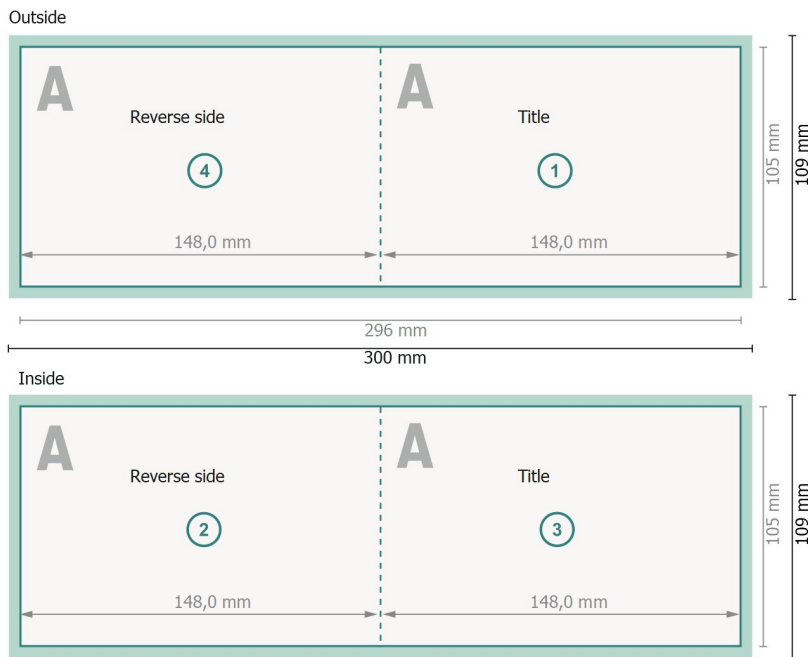 Outside
A
A
Reverse side
Title
4
1
148,0 mm
148,0 mm
105 mm
109 mm
296 mm
300 mm
Inside
A
A
Reverse side
Title
2
3
148,0 mm
148,0 mm
105 mm
109 mm